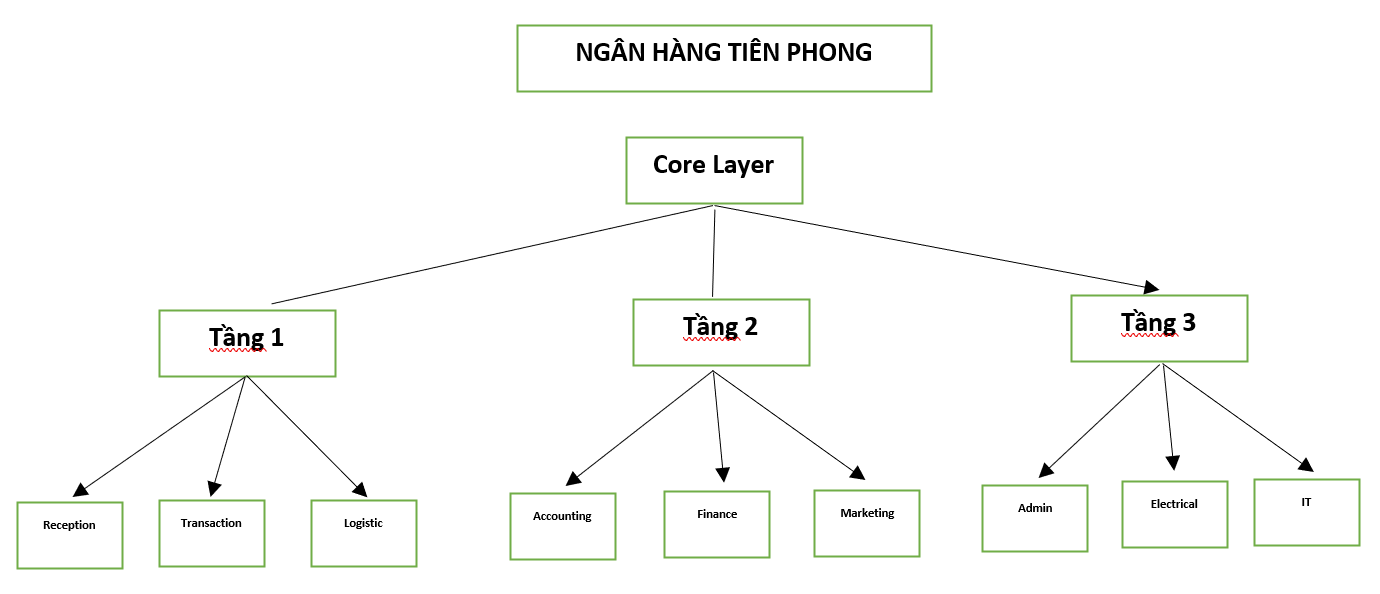 NGÂN HÀNG TIÊN PHONG
Core Layer
Tầng 1
Tầng 2
Tầng 3
Reception
Transaction
Logistic
Accounting
Finance
Marketing
Admin
Electrical
IT